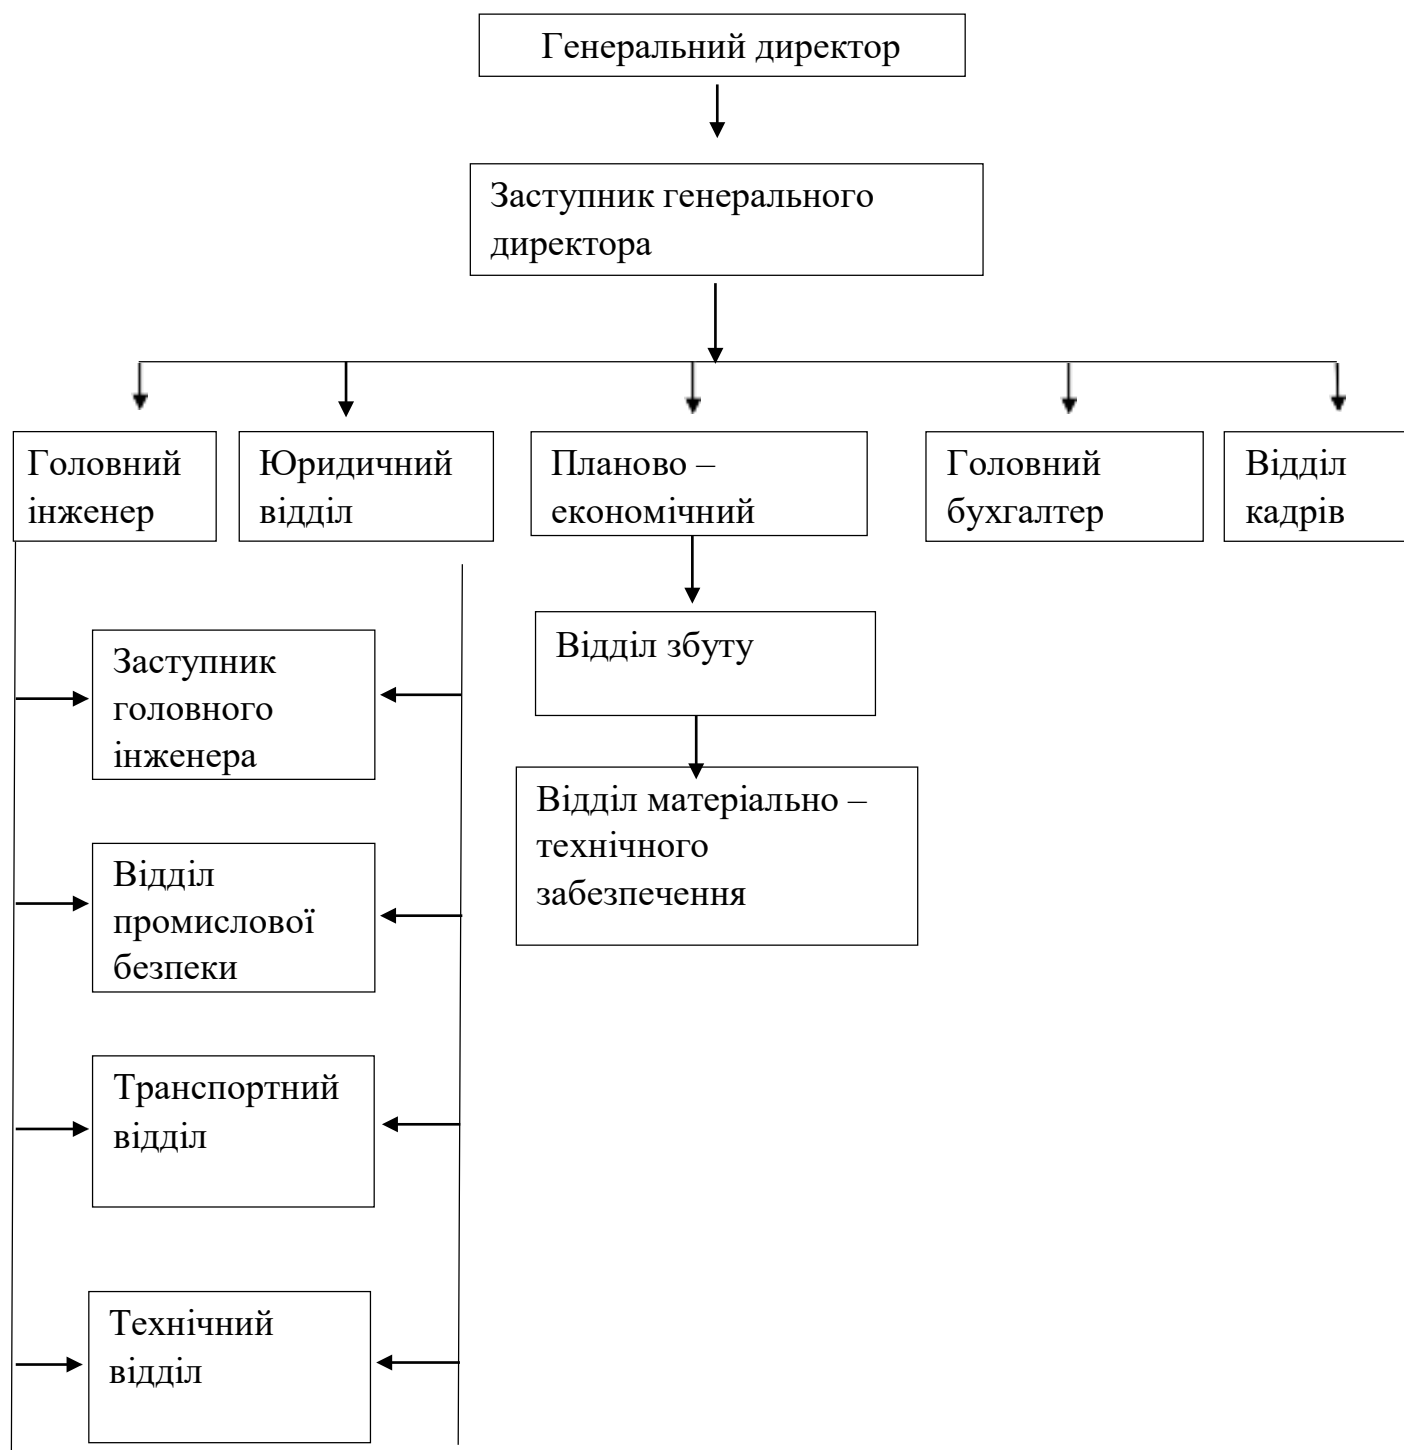 Генеральний директор
Заступник генерального
директора
Головний
інженер
Юридичний
відділ
Планово –
економічний
Головний
бухгалтер
Відділ
кадрів
Заступник
головного
інженера
Відділ збуту
Відділ матеріально –
технічного
забезпечення
Відділ
промислової
безпеки
Транспортний
відділ
Технічний
відділ